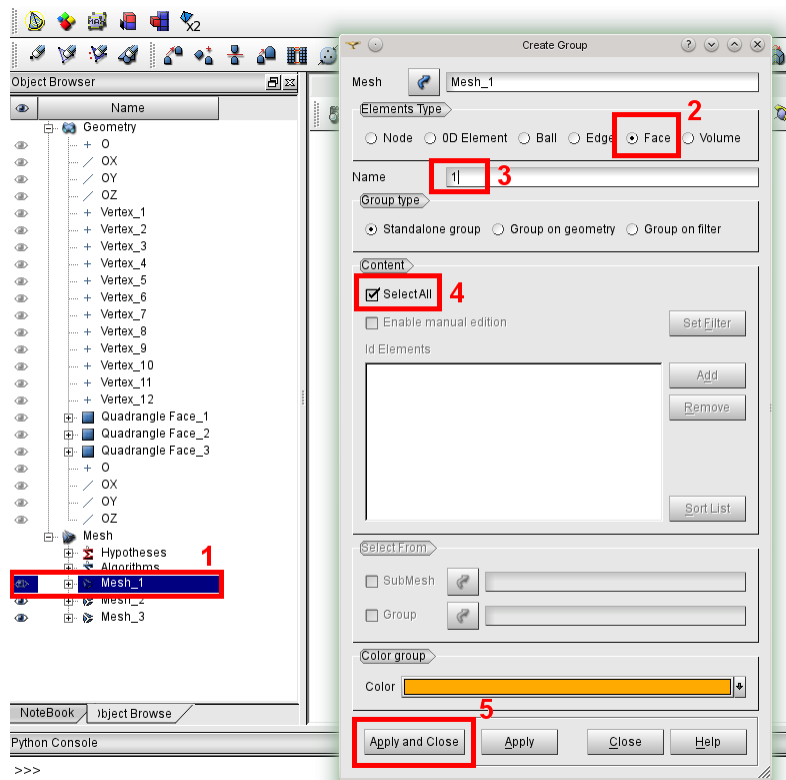 X2
Object Browser
Name
Geometry
O
OX
OY
OZ
Vertex_1
Vertex_2
Vertex_3
Vertex_4
Vertex_5
Vertex_6
Vertex_7
Vertex_8
Vertex_9
Vertex_10
Vertex_11
Vertex_12
Quadrangle Face_1
Quadrangle Face_2
Quadrangle Face_3
O
OX
OY
OZ
Mesh
Hypotheses
1
Algorithms
Mesh_1
Mesh_2
Mesh_3
NoteBook
bject Browse
Python Console
>>>
Create Group
Mesh
Mesh_1
Elements Type
2
Node
0D Element
Ball
Edge
Face
Volume
Name
1
3
Group type
Standalone group
Group on geometry
Group on filter
Content
Select All
4
Enable manual edition
Set Filter
Id Elements
Add
Remove
Sort List
Select From
SubMesh
Group
Color group
Color
5
Apply and Close
Apply
Close
Help